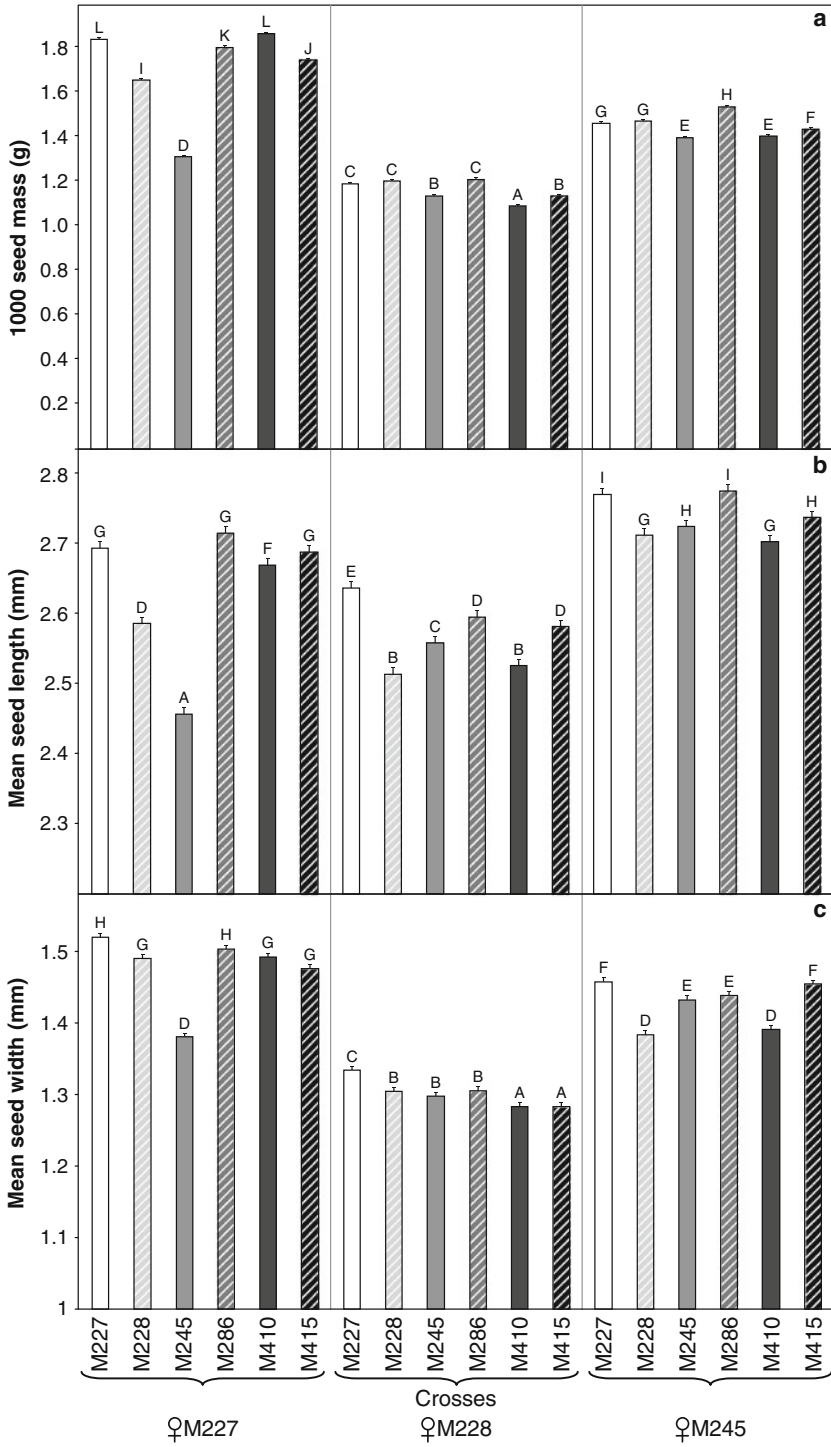 a
L
I
D
K
L
J
C
C
B
C
A
B
G
G
E
H
E
F
1.8
1.6
1.4
1.2
1.0
0.8
0.6
0.4
0.2
1000 seed mass (g)
b
G
D
A
G
F
G
E
B
C
D
B
D
I
G
H
I
G
H
2.8
2.7
2.6
2.5
2.4
2.3
Mean seed length (mm)
c
H
G
D
H
G
G
C
B
B
B
A
A
F
D
E
E
D
F
1.5
1.4
1.3
1.2
1.1
1
Mean seed width (mm)
M227
M228
M245
M286
M410
M415
M227
M228
M245
M286
M410
M415
M227
M228
M245
M286
M410
M415
Crosses
♀M227
♀M228
♀M245